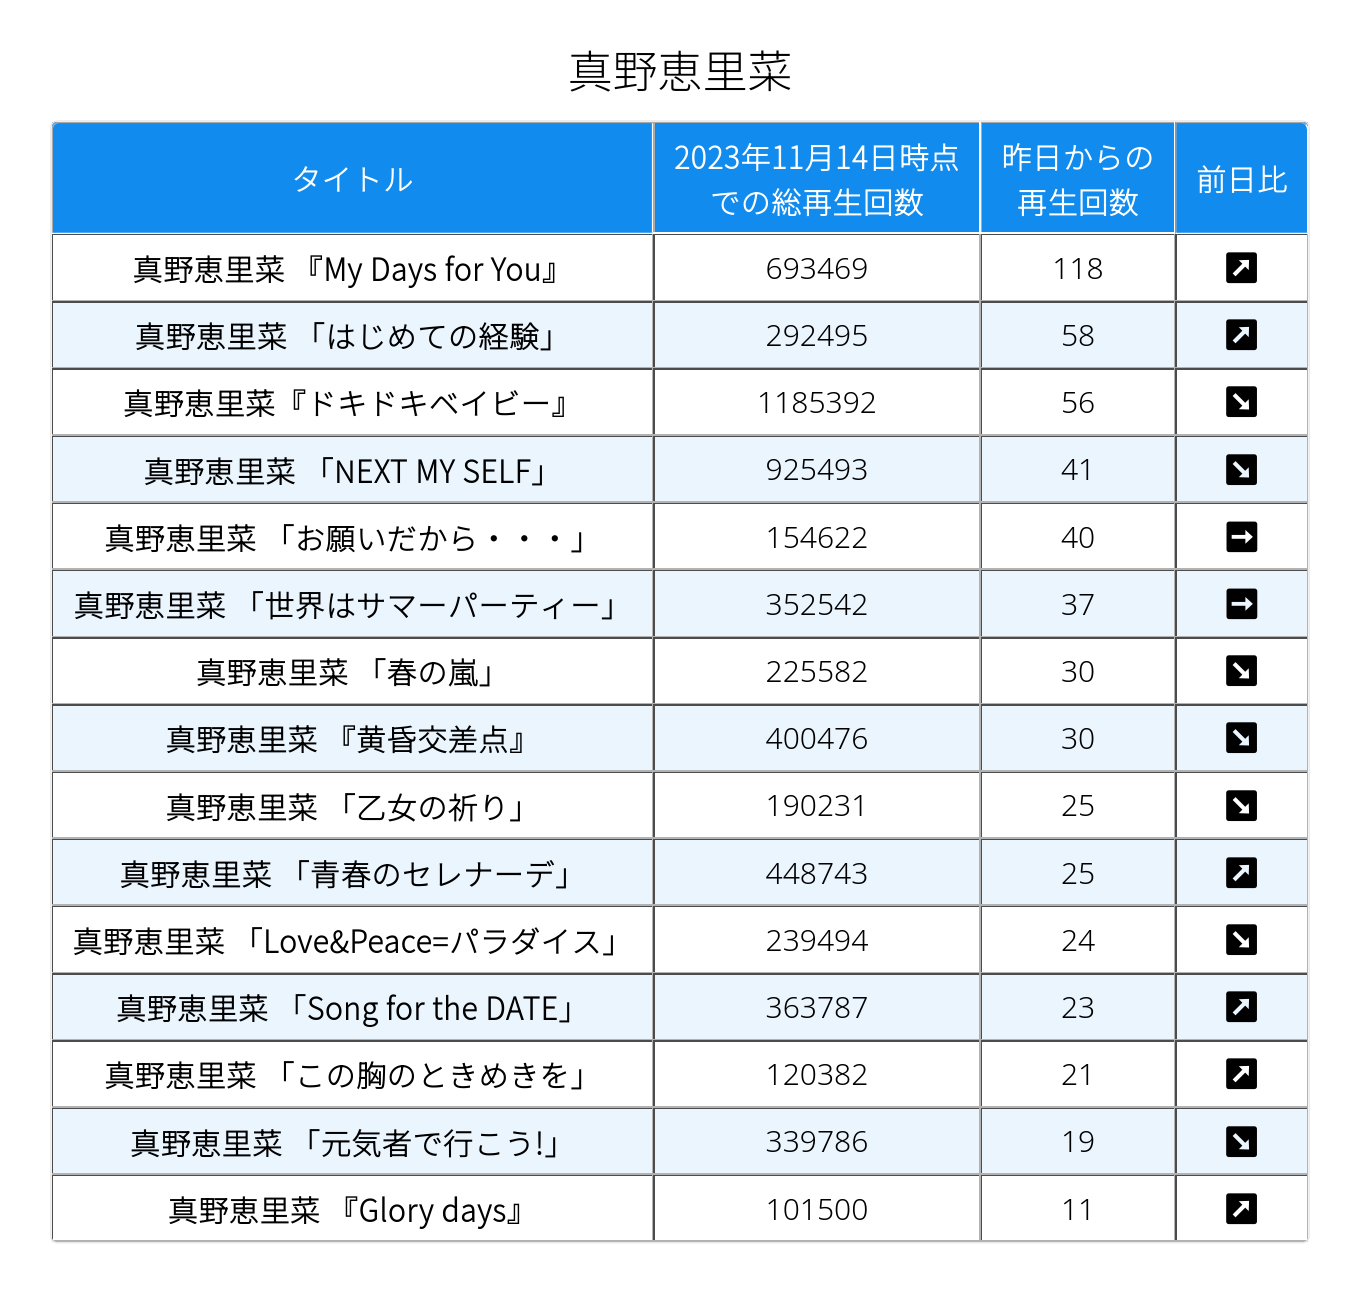 真野恵里菜
タイトル
2023年11月14日時点
での総再生回数
昨日からの
再生回数
前日比
真野恵里菜 『My Days for You』 693469 118 ↗
真野恵里菜 「はじめての経験」 292495 58 ↗
真野恵里菜『ドキドキベイビー』 1185392 56 ↘
真野恵里菜 「NEXT MY SELF」 925493 41 ↘
真野恵里菜 「お願いだから・・・」 154622 40 →
真野恵里菜 「世界はサマーパーティー」 352542 37 →
真野恵里菜 「春の嵐」 225582 30 ↘
真野恵里菜 『黄昏交差点』 400476 30 ↘
真野恵里菜 「乙女の祈り」 190231 25 ↘
真野恵里菜 「青春のセレナーデ」 448743 25 ↗
真野恵里菜 「Love&Peace=パラダイス」 239494 24 ↘
真野恵里菜 「Song for the DATE」 363787 23 ↗
真野恵里菜 「この胸のときめきを」 120382 21 ↗
真野恵里菜 「元気者で行こう!」 339786 19 ↘
真野恵里菜 『Glory days』 101500 11 ↗